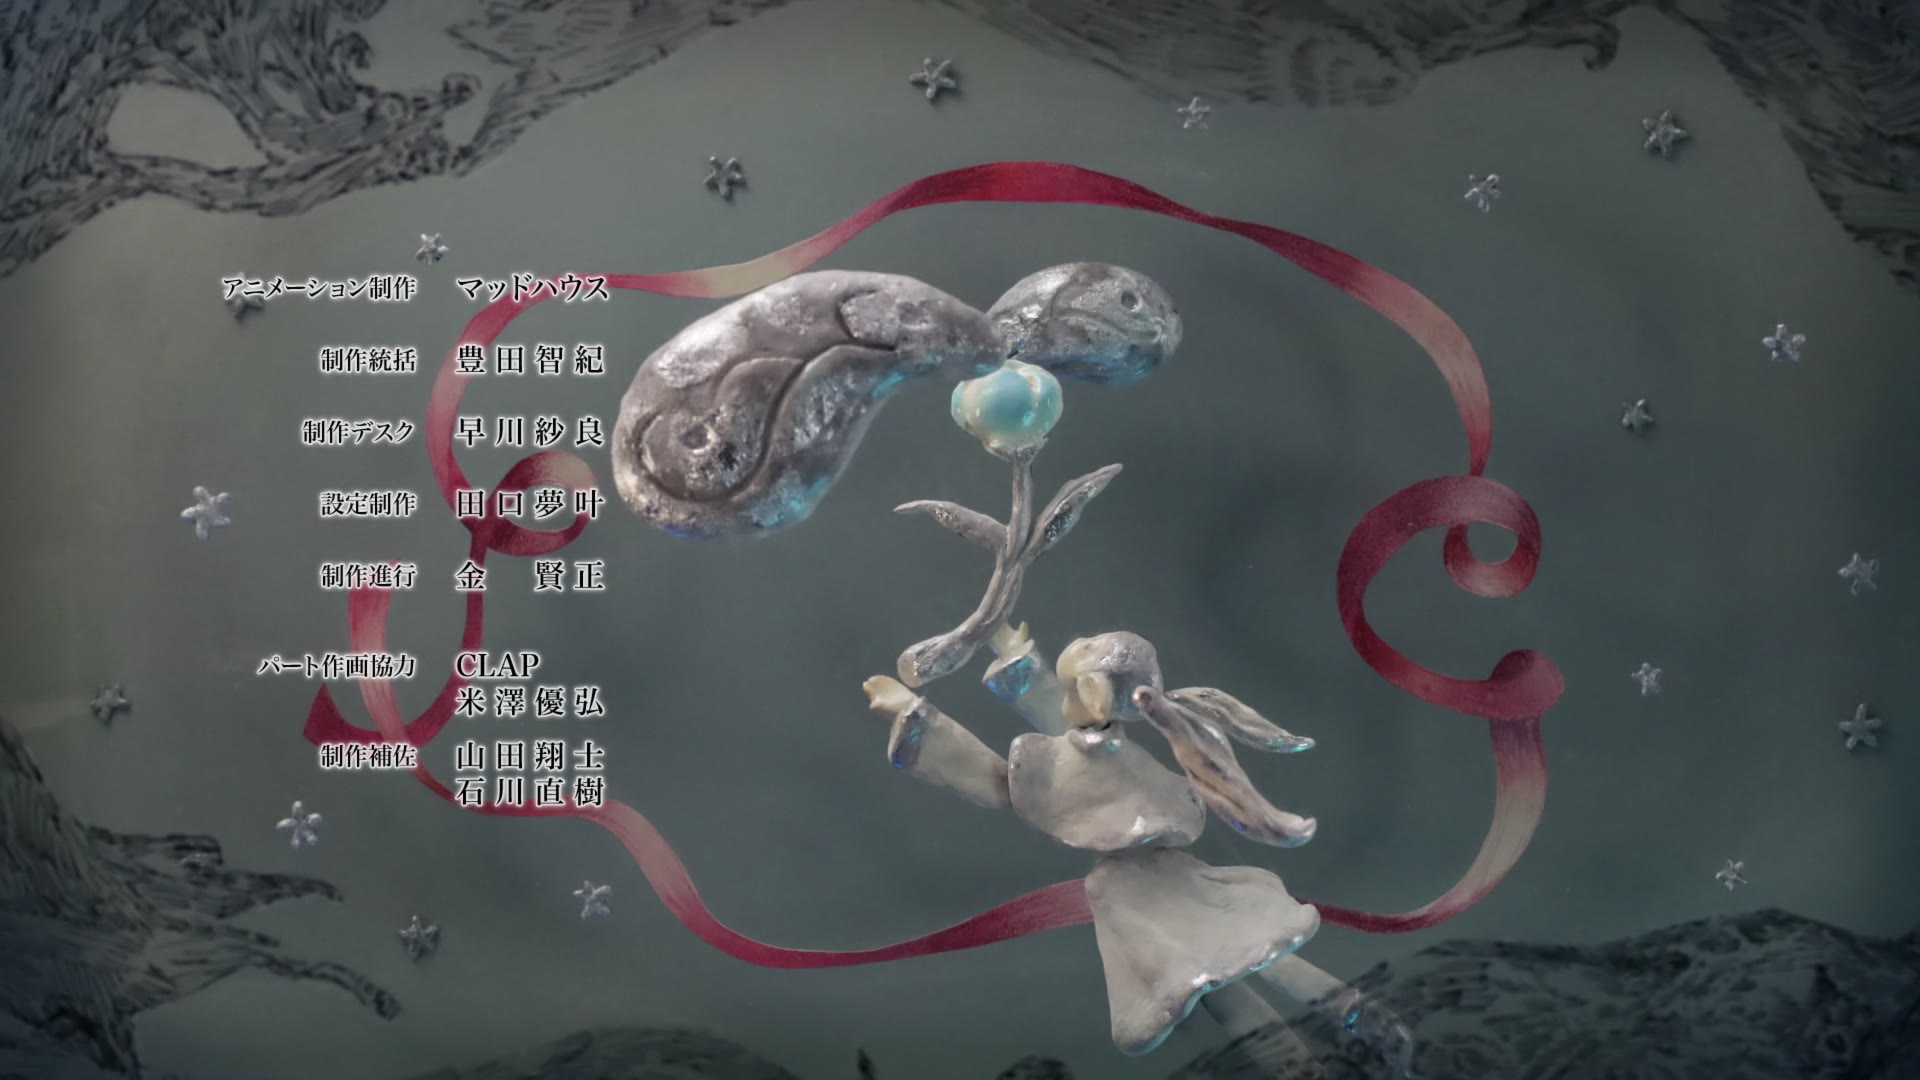 アニメーション制作 マッドハウス
制作統括 豊田智紀
制作デスク 早川紗良
設定制作 田口夢叶
制作進行 金 賢正
パート作画協力 CLAP
米澤優弘
制作補佐 山田翔士
石川直樹